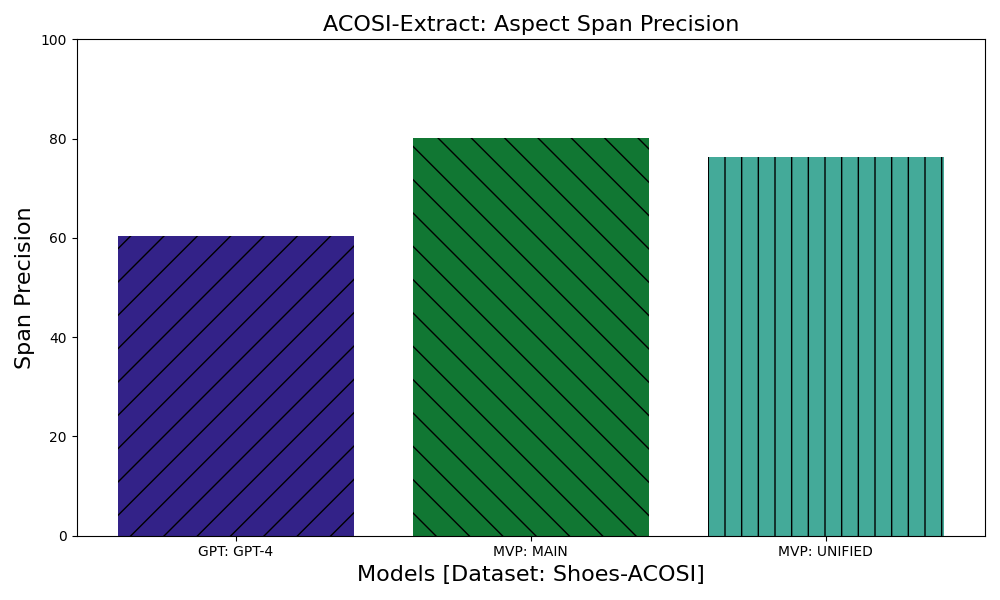 ACOSI-Extract: Aspect Span Precision
100
80
60
40
20
0
Span Precision
GPT: GPT-4
MVP: MAIN
MVP: UNIFIED
Models [Dataset: Shoes-ACOSI]